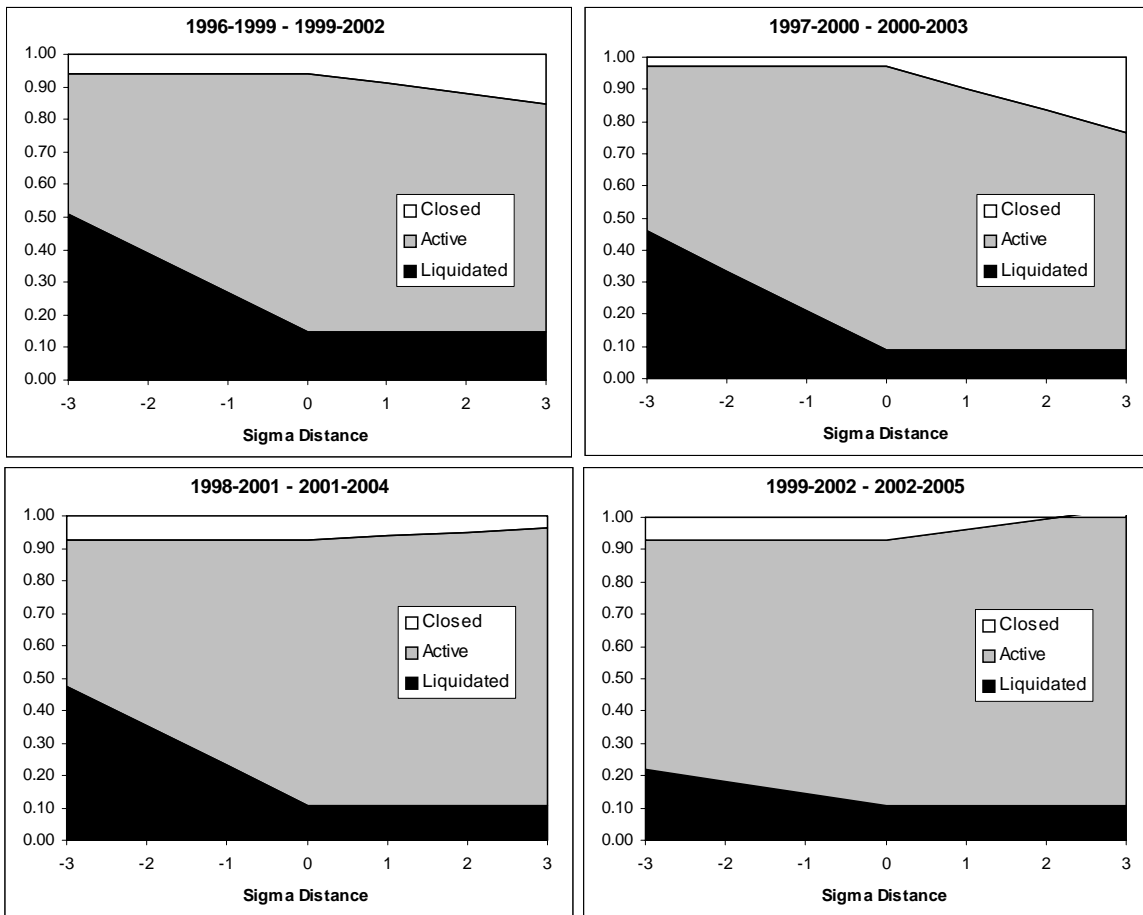 1996-1999 - 1999-2002
1.00
0.90
0.80
0.70
0.60
0.50
0.40
0.30
0.20
0.10
0.00
Closed
Active
Liquidated
-3 -2 -1 0 1 2 3
Sigma Distance
1997-2000 - 2000-2003
1.00
0.90
0.80
0.70
0.60
0.50
0.40
0.30
0.20
0.10
0.00
Closed
Active
Liquidated
-3 -2 -1 0 1 2 3
Sigma Distance
1998-2001 - 2001-2004
1.00
0.90
0.80
0.70
0.60
0.50
0.40
0.30
0.20
0.10
0.00
Closed
Active
Liquidated
-3 -2 -1 0 1 2 3
Sigma Distance
1999-2002 - 2002-2005
1.00
0.90
0.80
0.70
0.60
0.50
0.40
0.30
0.20
0.10
0.00
Closed
Active
Liquidated
-3 -2 -1 0 1 2 3
Sigma Distance